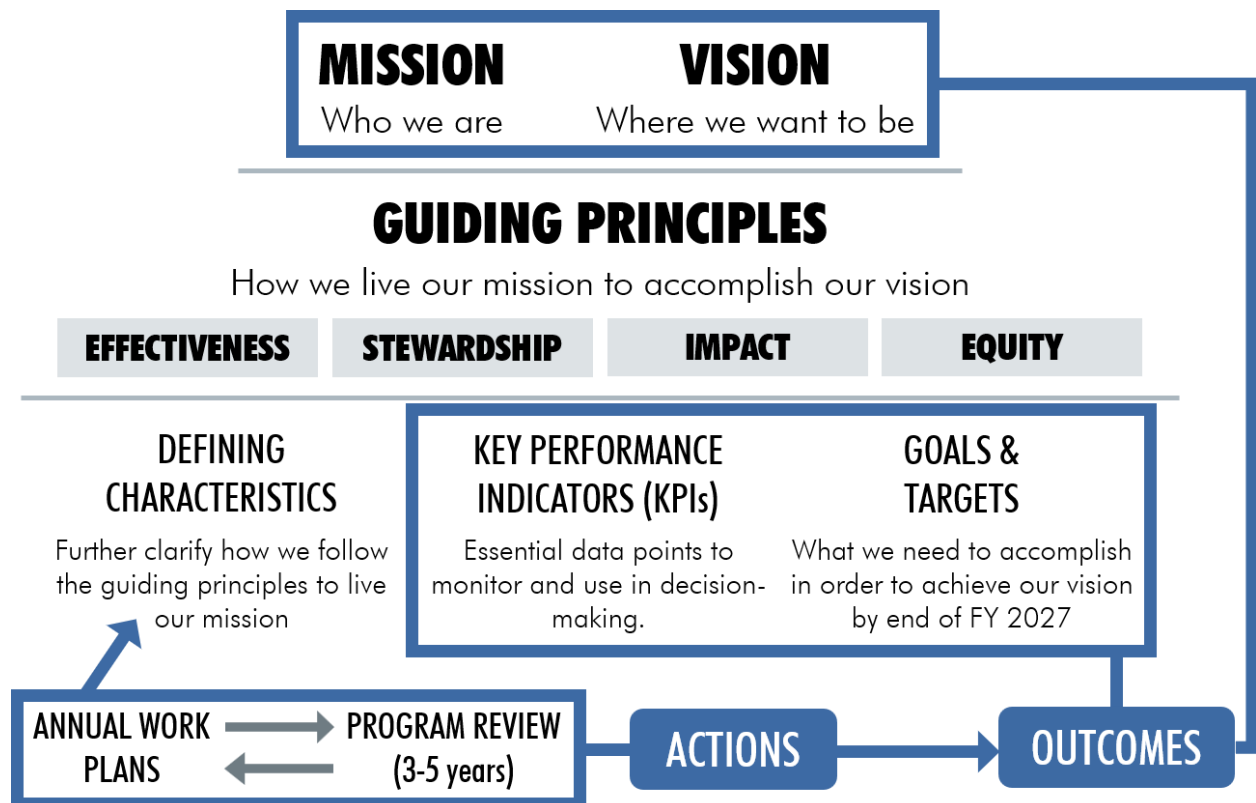 MISSION
VISION
Who we are
Where we want to be
GUIDING PRINCIPLES
How we live our mission to accomplish our vision
EFFECTIVENESS
STEWARDSHIP
IMPACT
EQUITY
DEFINING
CHARACTERISTICS
Further clarify how we follow
the guiding principles to live
our mission
KEY PERFORMANCE
INDICATORS (KPIs)
Essential data points to
monitor and use in decision-
making.
GOALS &
TARGETS
What we need to accomplish
in order to achieve our vision
by end of FY 2027
ANNUAL WORK
PLANS
PROGRAM REVIEW
(3-5 years)
ACTIONS
OUTCOMES